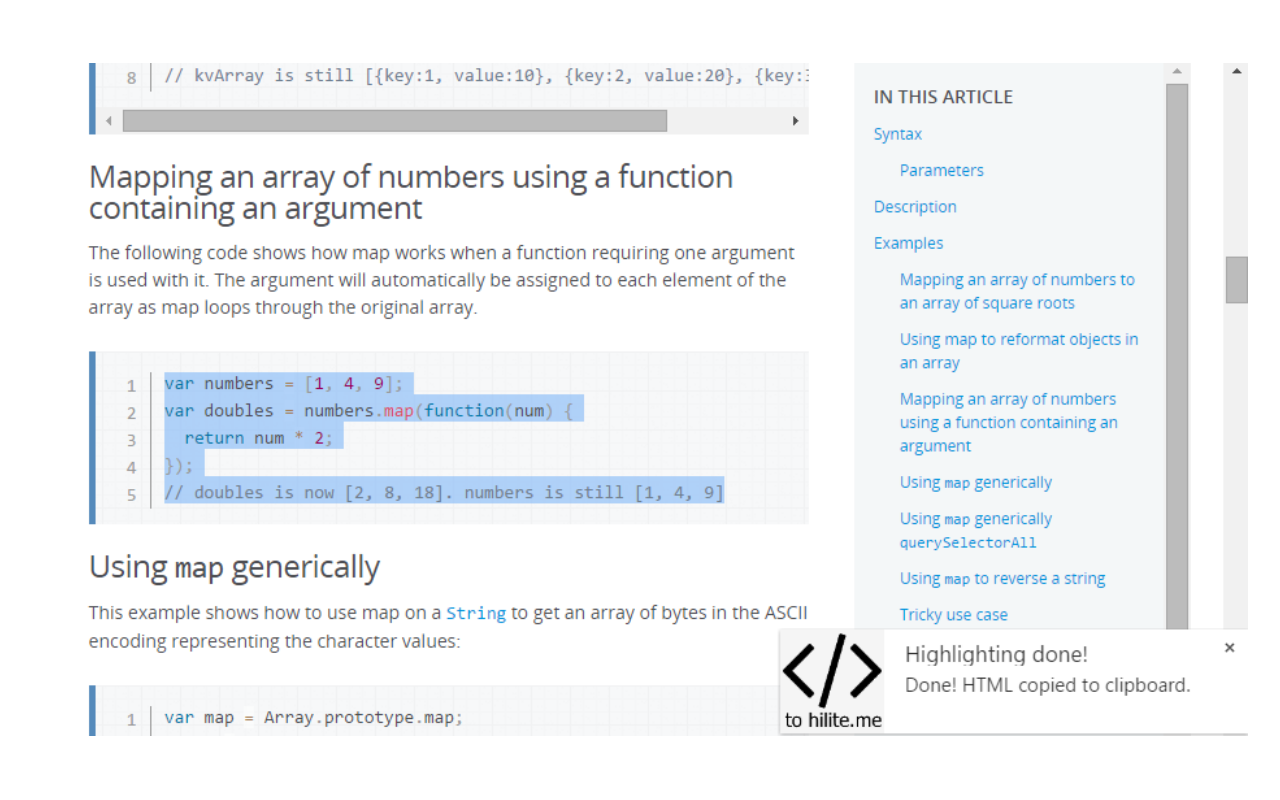 8 // kvArray is still [{key:1, value:10}, {key:2, value:20}, {key:
Mapping an array of numbers using a function
containing an argument
The following code shows how map works when a function requiring one argument
is used with it. The argument will automatically be assigned to each element of the
array as map loops through the original array.
1 var numbers = [1, 4, 9];
2 var doubles = numbers.map(function(num) {
3   return num * 2;
4 });
5 // doubles is now [2, 8, 18]. numbers is still [1, 4, 9]
Using map generically
This example shows how to use map on a String to get an array of bytes in the ASCII
encoding representing the character values:
1 var map = Array.prototype.map;
IN THIS ARTICLE
Syntax
Parameters
Description
Examples
Mapping an array of numbers to
an array of square roots
Using map to reformat objects in
an array
Mapping an array of numbers
using a function containing an
argument
Using map generically
Using map generically
querySelectorAll
Using map to reverse a string
Tricky use case
</>
to hilite.me
Highlighting done!
Done! HTML copied to clipboard.
×